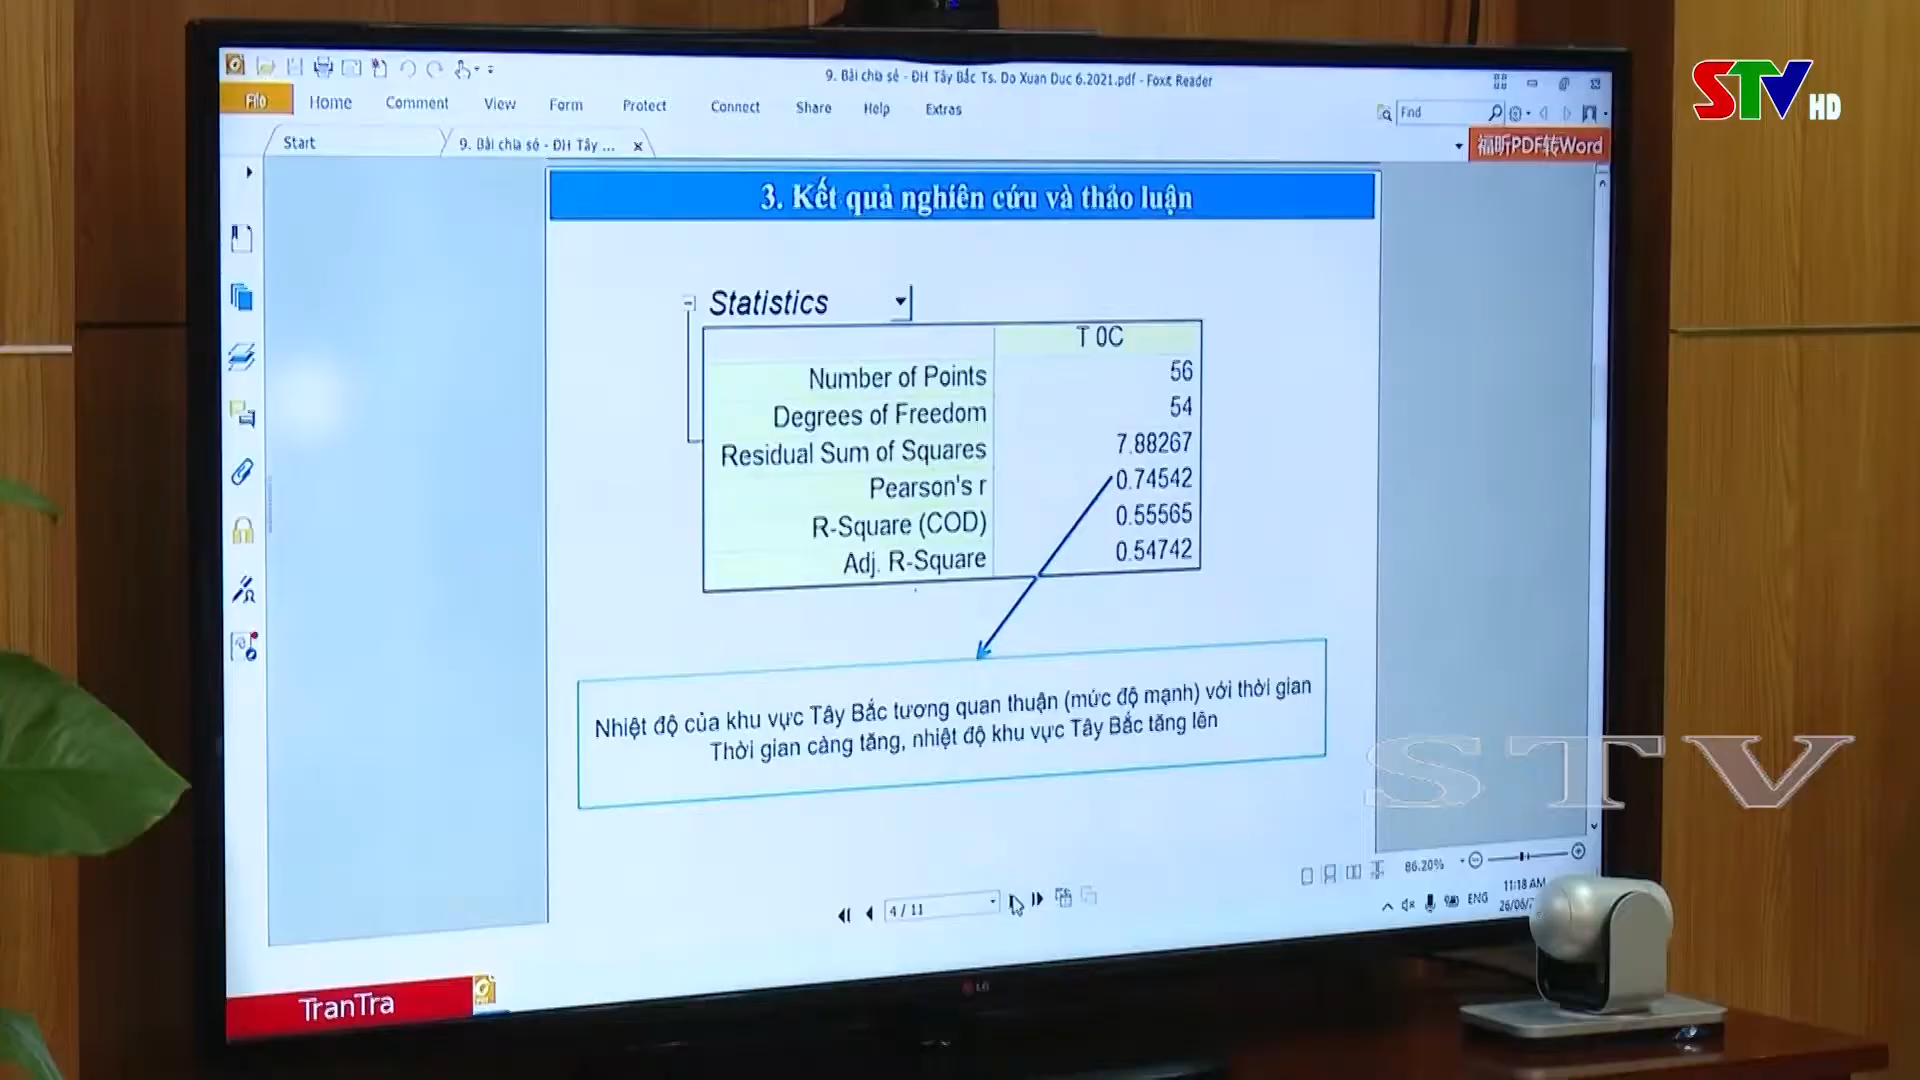 STV HD
9. Bài chia sẻ - ĐH Tây Bắc Ts. Do Xuan Duc 6.2021.pdf - Foxit Reader
File Home Comment View Form Protect Connect Share Help Extras
Find
Start
9. Bài chia sẻ - ĐH Tây ...
福昕PDF转Word
3. Kết quả nghiên cứu và thảo luận
Statistics
T 0C
Number of Points 56
Degrees of Freedom 54
Residual Sum of Squares 7.88267
Pearson's r 0.74542
R-Square (COD) 0.55565
Adj. R-Square 0.54742
Nhiệt độ của khu vực Tây Bắc tương quan thuận (mức độ mạnh) với thời gian
Thời gian càng tăng, nhiệt độ khu vực Tây Bắc tăng lên
STV
86.20%
4 / 11
11:18 AM
ENG
26/06/
TranTra
LG